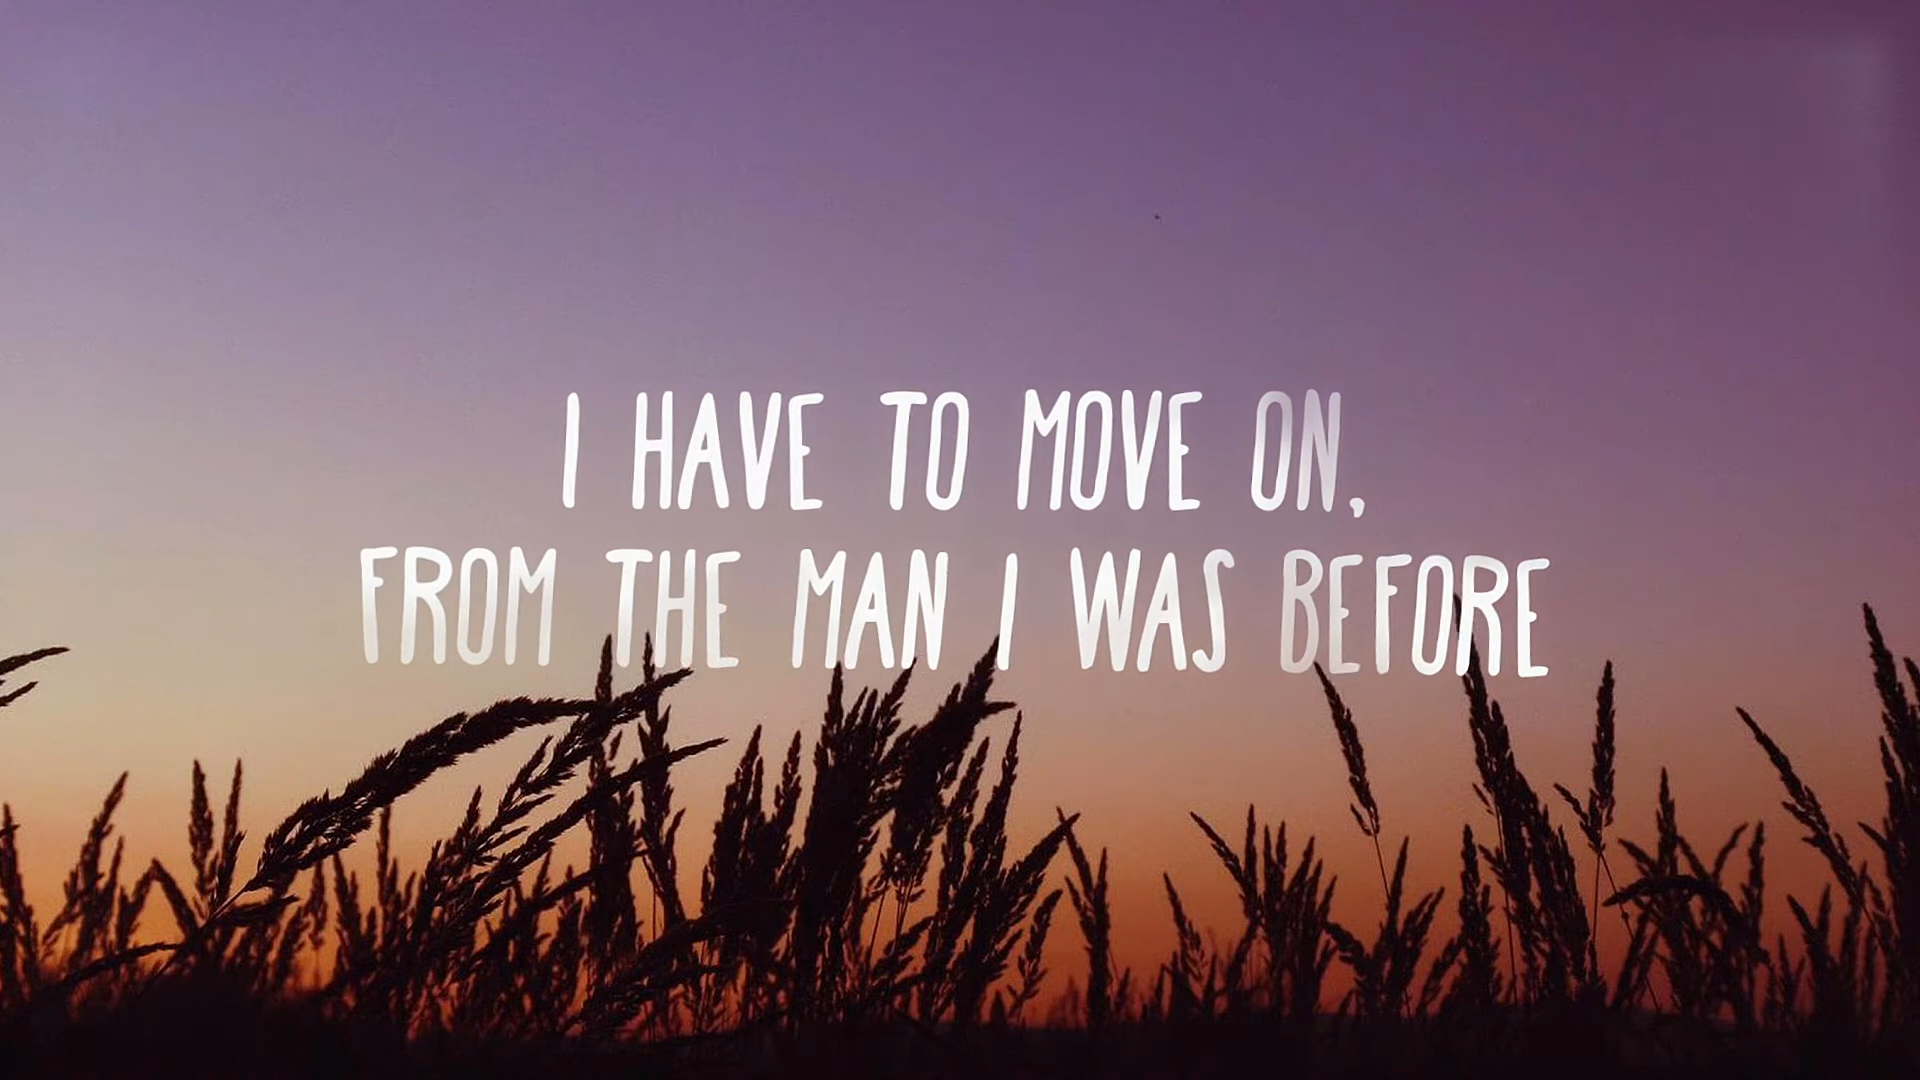 I HAVE TO MOVE ON,
FROM THE MAN I WAS BEFORE